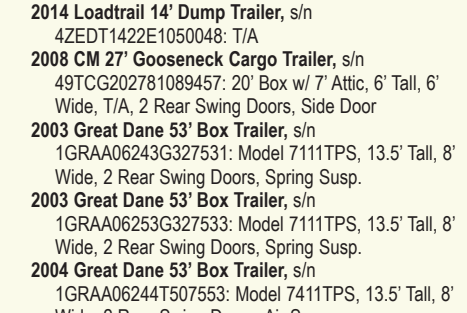 2014 Loadtrail 14’ Dump Trailer, s/n
4ZEDT1422E1050048: T/A
2008 CM 27’ Gooseneck Cargo Trailer, s/n
49TCG202781089457: 20’ Box w/ 7’ Attic, 6’ Tall, 6’
Wide, T/A, 2 Rear Swing Doors, Side Door
2003 Great Dane 53’ Box Trailer, s/n
1GRAA06243G327531: Model 7111TPS, 13.5’ Tall, 8’
Wide, 2 Rear Swing Doors, Spring Susp.
2003 Great Dane 53’ Box Trailer, s/n
1GRAA06253G327533: Model 7111TPS, 13.5’ Tall, 8’
Wide, 2 Rear Swing Doors, Spring Susp.
2004 Great Dane 53’ Box Trailer, s/n
1GRAA06244T507553: Model 7411TPS, 13.5’ Tall, 8’